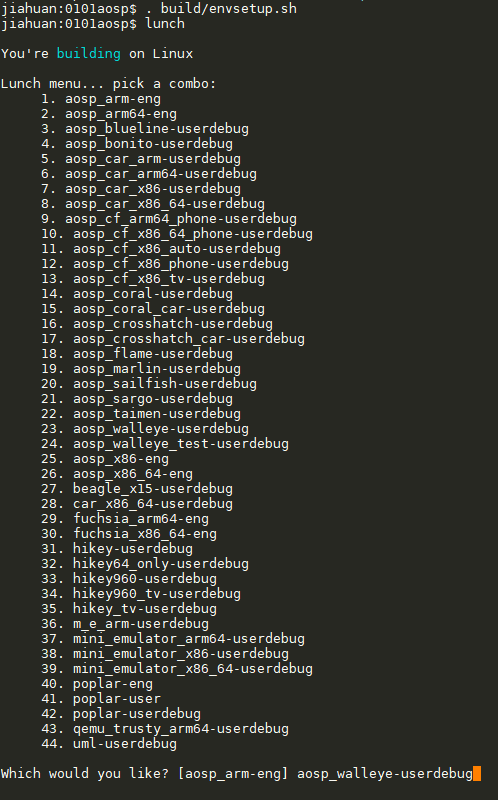 jiahuan:0101aosp$ . build/envsetup.sh
jiahuan:0101aosp$ lunch
You're building on Linux
Lunch menu... pick a combo:
1. aosp_arm-eng
2. aosp_arm64-eng
3. aosp_blueline-userdebug
4. aosp_bonito-userdebug
5. aosp_car_arm-userdebug
6. aosp_car_arm64-userdebug
7. aosp_car_x86-userdebug
8. aosp_car_x86_64-userdebug
9. aosp_cf_arm64_phone-userdebug
10. aosp_cf_x86_64_phone-userdebug
11. aosp_cf_x86_auto-userdebug
12. aosp_cf_x86_phone-userdebug
13. aosp_cf_x86_tv-userdebug
14. aosp_coral-userdebug
15. aosp_coral_car-userdebug
16. aosp_crosshatch-userdebug
17. aosp_crosshatch_car-userdebug
18. aosp_flame-userdebug
19. aosp_marlin-userdebug
20. aosp_sailfish-userdebug
21. aosp_sargo-userdebug
22. aosp_taimen-userdebug
23. aosp_walleye-userdebug
24. aosp_walleye_test-userdebug
25. aosp_x86-eng
26. aosp_x86_64-eng
27. beagle_x15-userdebug
28. car_x86_64-userdebug
29. fuchsia_arm64-eng
30. fuchsia_x86_64-eng
31. hikey-userdebug
32. hikey64_only-userdebug
33. hikey960-userdebug
34. hikey960_tv-userdebug
35. hikey_tv-userdebug
36. m_e_arm-userdebug
37. mini_emulator_arm64-userdebug
38. mini_emulator_x86-userdebug
39. mini_emulator_x86_64-userdebug
40. poplar-eng
41. poplar-user
42. poplar-userdebug
43. qemu_trusty_arm64-userdebug
44. uml-userdebug
Which would you like? [aosp_arm-eng] aosp_walleye-userdebug